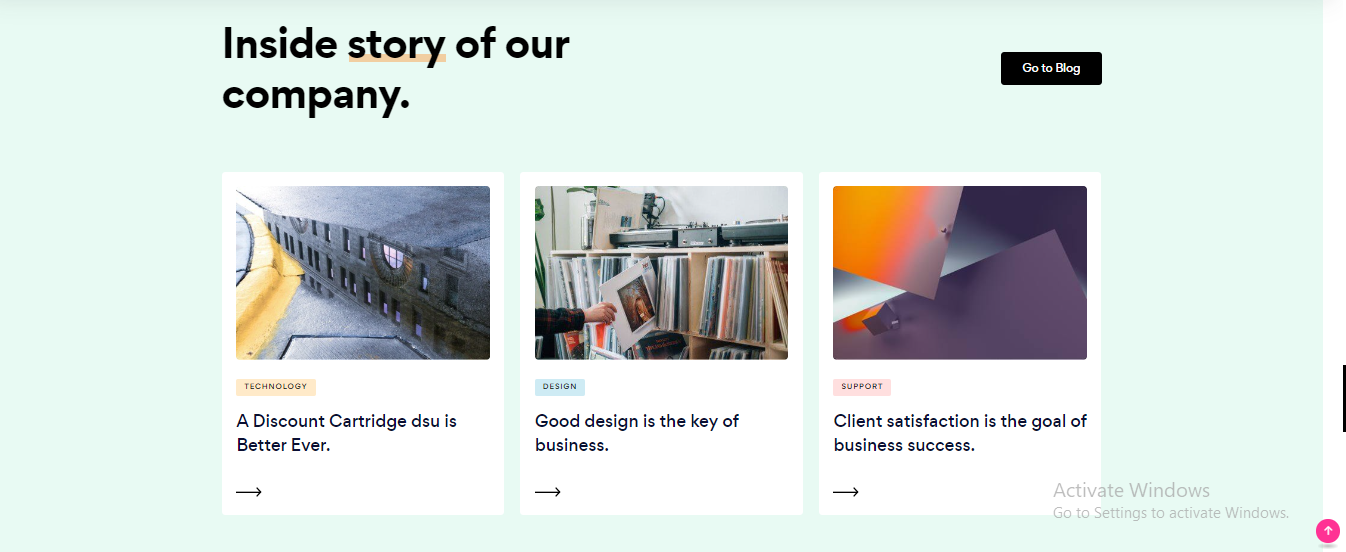 Inside story of our
company.
Go to Blog
TECHNOLOGY
A Discount Cartridge dsu is
Better Ever.
DESIGN
Good design is the key of
business.
SUPPORT
Client satisfaction is the goal of
business success.
Activate Windows
Go to Settings to activate Windows.